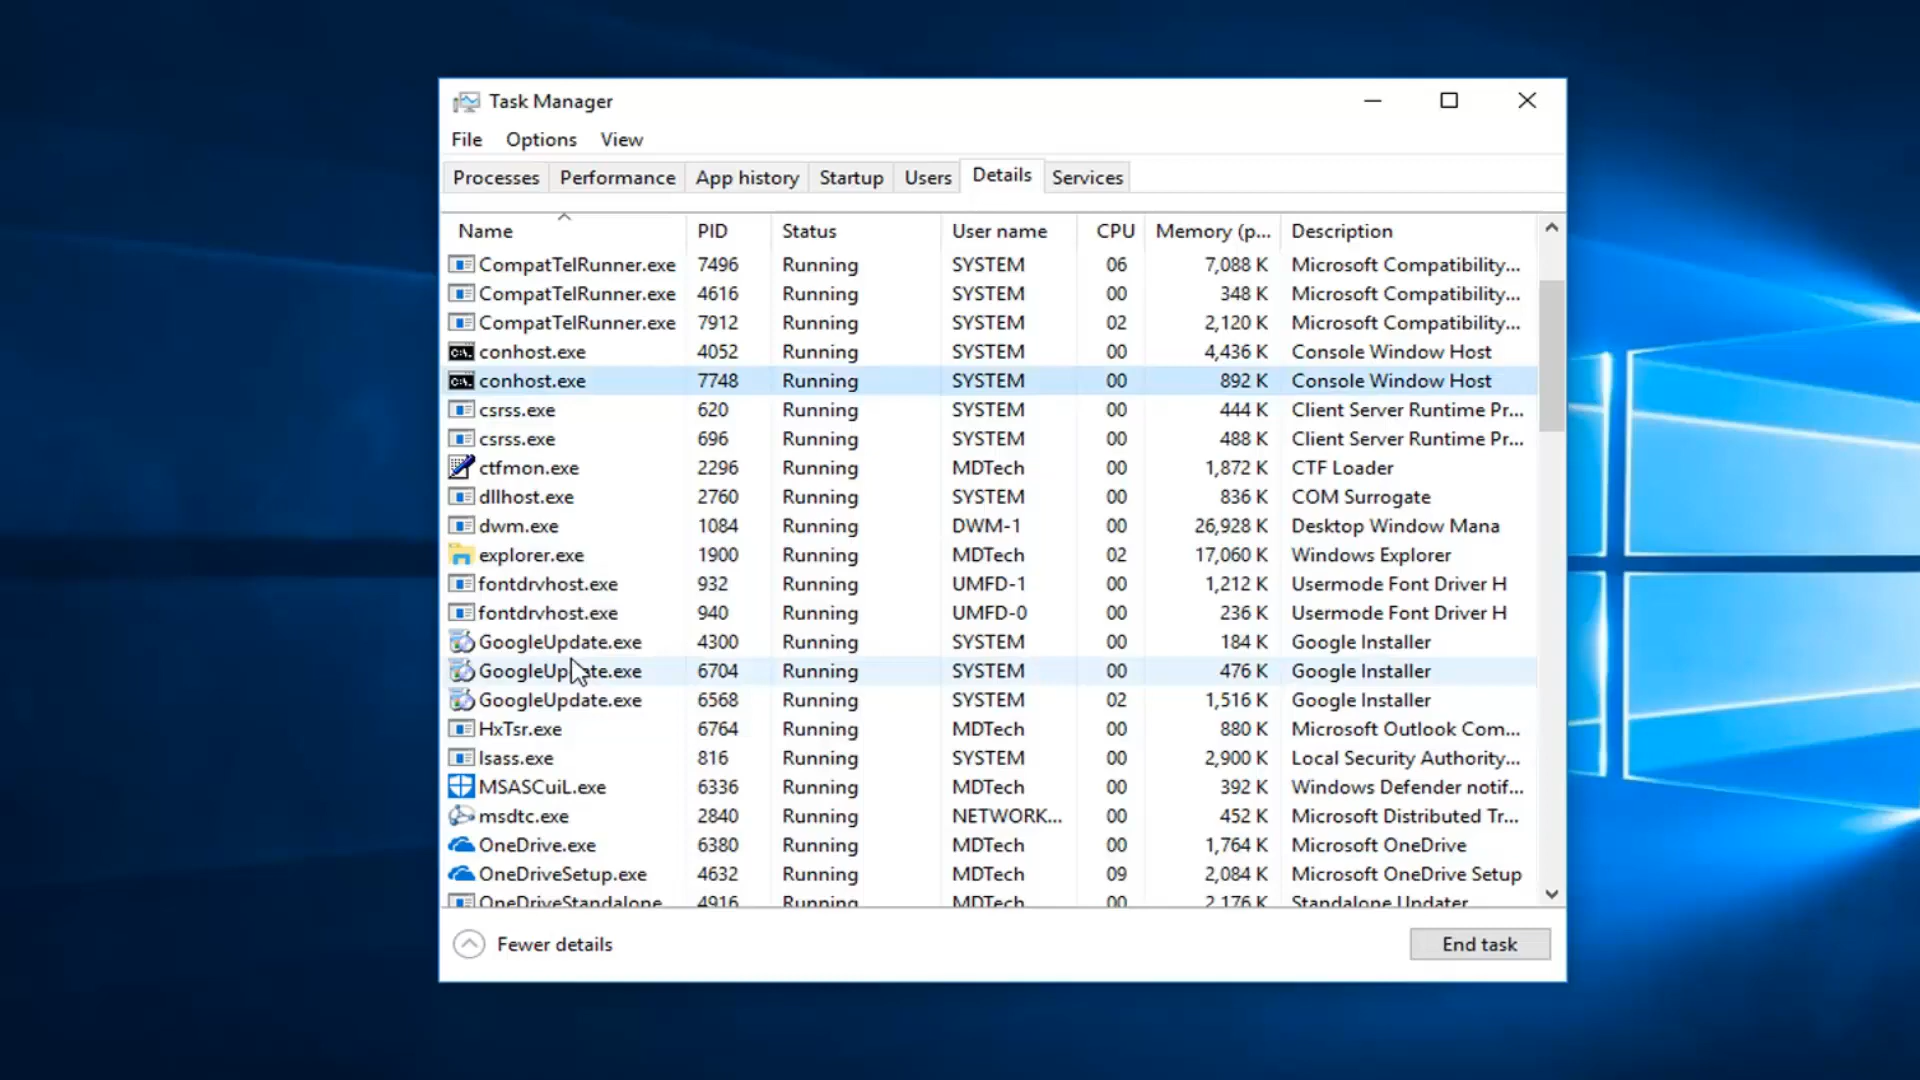 Task Manager
File Options View
Processes Performance App history Startup Users Details Services
Name PID Status User name CPU Memory (p... Description
CompatTelRunner.exe 7496 Running SYSTEM 06 7,088 K Microsoft Compatibility...
CompatTelRunner.exe 4616 Running SYSTEM 00 348 K Microsoft Compatibility...
CompatTelRunner.exe 7912 Running SYSTEM 02 2,120 K Microsoft Compatibility...
conhost.exe 4052 Running SYSTEM 00 4,436 K Console Window Host
conhost.exe 7748 Running SYSTEM 00 892 K Console Window Host
csrss.exe 620 Running SYSTEM 00 444 K Client Server Runtime Pr...
csrss.exe 696 Running SYSTEM 00 488 K Client Server Runtime Pr...
ctfmon.exe 2296 Running MDTech 00 1,872 K CTF Loader
dllhost.exe 2760 Running SYSTEM 00 836 K COM Surrogate
dwm.exe 1084 Running DWM-1 00 26,928 K Desktop Window Mana
explorer.exe 1900 Running MDTech 02 17,060 K Windows Explorer
fontdrvhost.exe 932 Running UMFD-1 00 1,212 K Usermode Font Driver H
fontdrvhost.exe 940 Running UMFD-0 00 236 K Usermode Font Driver H
GoogleUpdate.exe 4300 Running SYSTEM 00 184 K Google Installer
GoogleUpdate.exe 6704 Running SYSTEM 00 476 K Google Installer
GoogleUpdate.exe 6568 Running SYSTEM 02 1,516 K Google Installer
HxTsr.exe 6764 Running MDTech 00 880 K Microsoft Outlook Com...
lsass.exe 816 Running SYSTEM 00 2,900 K Local Security Authority...
MSASCuiL.exe 6336 Running MDTech 00 392 K Windows Defender notif...
msdtc.exe 2840 Running NETWORK... 00 452 K Microsoft Distributed Tr...
OneDrive.exe 6380 Running MDTech 00 1,764 K Microsoft OneDrive
OneDriveSetup.exe 4632 Running MDTech 09 2,084 K Microsoft OneDrive Setup
OneDriveStandalone 4916 Running MDTech 00 2,176 K Standalone Updater
Fewer details End task